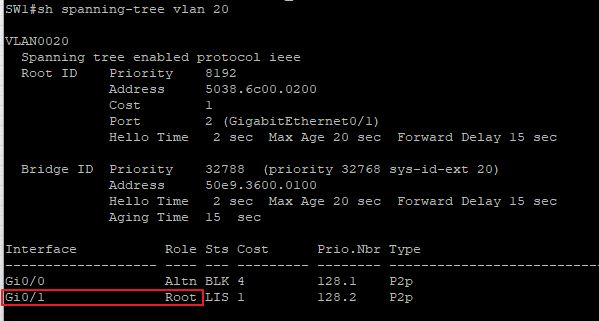 SW1#sh spanning-tree vlan 20
VLAN0020
Spanning tree enabled protocol ieee
Root ID Priority 8192
Address 5038.6c00.0200
Cost 1
Port 2 (GigabitEthernet0/1)
Hello Time 2 sec Max Age 20 sec Forward Delay 15 sec
Bridge ID Priority 32788 (priority 32768 sys-id-ext 20)
Address 50e9.3600.0100
Hello Time 2 sec Max Age 20 sec Forward Delay 15 sec
Aging Time 15 sec
Interface Role Sts Cost Prio.Nbr Type
------------------- ---- --- --------- -------- --------------------------------
Gi0/0 Altn BLK 4 128.1 P2p
Gi0/1 Root LIS 1 128.2 P2p